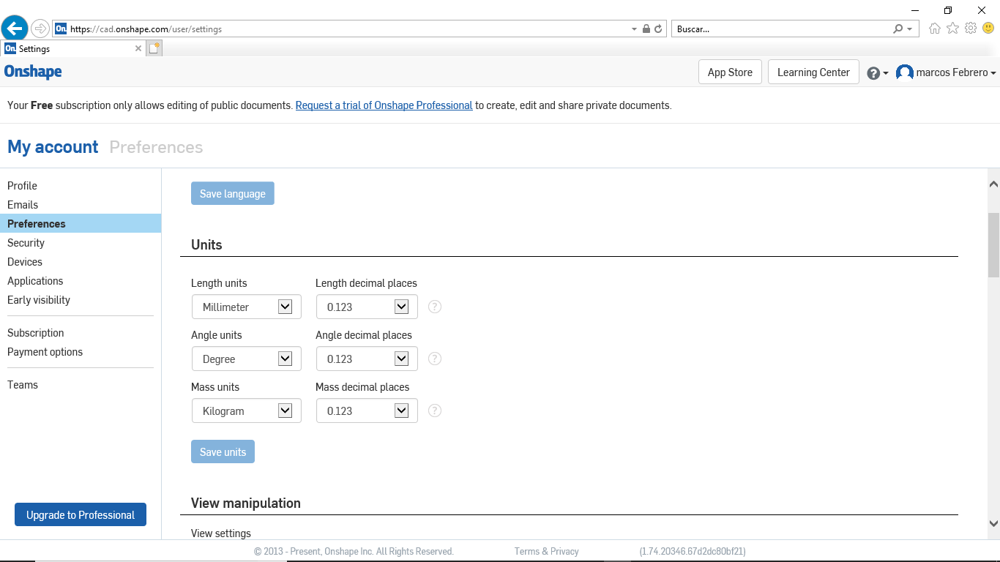 https://cad.onshape.com/user/settings
Buscar...
On. Settings
Onshape
App Store
Learning Center
marcos Febrero
Your Free subscription only allows editing of public documents. Request a trial of Onshape Professional to create, edit and share private documents.
My account Preferences
Profile
Emails
Preferences
Security
Devices
Applications
Early visibility
Subscription
Payment options
Teams
Upgrade to Professional
Save language
Units
Length units Length decimal places
Millimeter 0.123 ?
Angle units Angle decimal places
Degree 0.123 ?
Mass units Mass decimal places
Kilogram 0.123 ?
Save units
View manipulation
View settings
© 2013 - Present, Onshape Inc. All Rights Reserved. Terms & Privacy (1.74.20346.67d2dc80bf21)